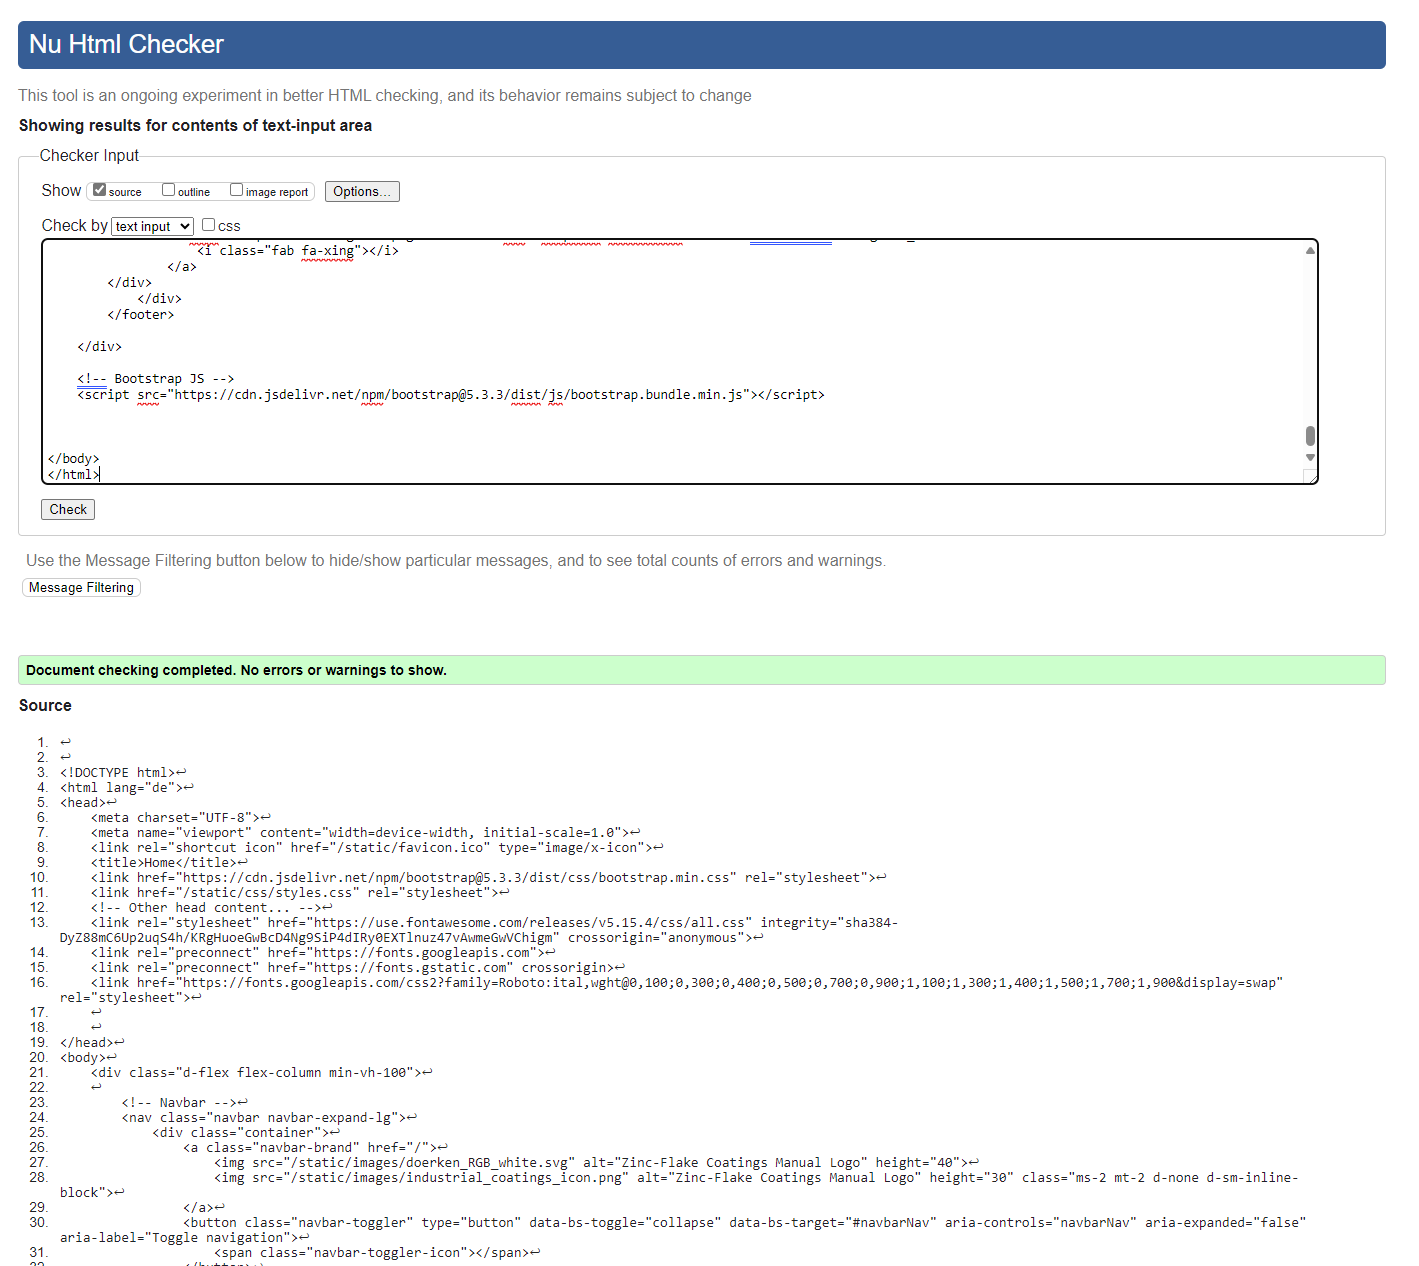 Nu Html Checker
This tool is an ongoing experiment in better HTML checking, and its behavior remains subject to change
Showing results for contents of text-input area
Checker Input
Show source outline image report Options...
Check by text input css
<i class="fab fa-xing"></i>
</a>
</div>
</div>
</footer>
</div>
<!-- Bootstrap JS -->
<script src="https://cdn.jsdelivr.net/npm/bootstrap@5.3.3/dist/js/bootstrap.bundle.min.js"></script>
</body>
</html>
Check
Use the Message Filtering button below to hide/show particular messages, and to see total counts of errors and warnings.
Message Filtering
Document checking completed. No errors or warnings to show.
Source
1. ↩
2. ↩
3. <!DOCTYPE html>↩
4. <html lang="de">↩
5. <head>↩
6. <meta charset="UTF-8">↩
7. <meta name="viewport" content="width=device-width, initial-scale=1.0">↩
8. <link rel="shortcut icon" href="/static/favicon.ico" type="image/x-icon">↩
9. <title>Home</title>↩
10. <link href="https://cdn.jsdelivr.net/npm/bootstrap@5.3.3/dist/css/bootstrap.min.css" rel="stylesheet">↩
11. <link href="/static/css/styles.css" rel="stylesheet">↩
12. <!-- Other head content... -->↩
13. <link rel="stylesheet" href="https://use.fontawesome.com/releases/v5.15.4/css/all.css" integrity="sha384-
DyZ88mC6Up2uqS4h/KRgHuoeGwBcD4Ng9SiP4dIRy0EXTlnuz47vAwmeGwVChigm" crossorigin="anonymous">↩
14. <link rel="preconnect" href="https://fonts.googleapis.com">↩
15. <link rel="preconnect" href="https://fonts.gstatic.com" crossorigin>↩
16. <link href="https://fonts.googleapis.com/css2?family=Roboto:ital,wght@0,100;0,300;0,400;0,500;0,700;0,900;1,100;1,300;1,400;1,500;1,700;1,900&display=swap"
rel="stylesheet">↩
17. ↩
18. ↩
19. </head>↩
20. <body>↩
21. <div class="d-flex flex-column min-vh-100">↩
22. ↩
23. <!-- Navbar -->↩
24. <nav class="navbar navbar-expand-lg">↩
25. <div class="container">↩
26. <a class="navbar-brand" href="/">↩
27. <img src="/static/images/doerken_RGB_white.svg" alt="Zinc-Flake Coatings Manual Logo" height="40">↩
28. <img src="/static/images/industrial_coatings_icon.png" alt="Zinc-Flake Coatings Manual Logo" height="30" class="ms-2 mt-2 d-none d-sm-inline-
block">↩
29. </a>↩
30. <button class="navbar-toggler" type="button" data-bs-toggle="collapse" data-bs-target="#navbarNav" aria-controls="navbarNav" aria-expanded="false"
aria-label="Toggle navigation">↩
31. <span class="navbar-toggler-icon"></span>↩